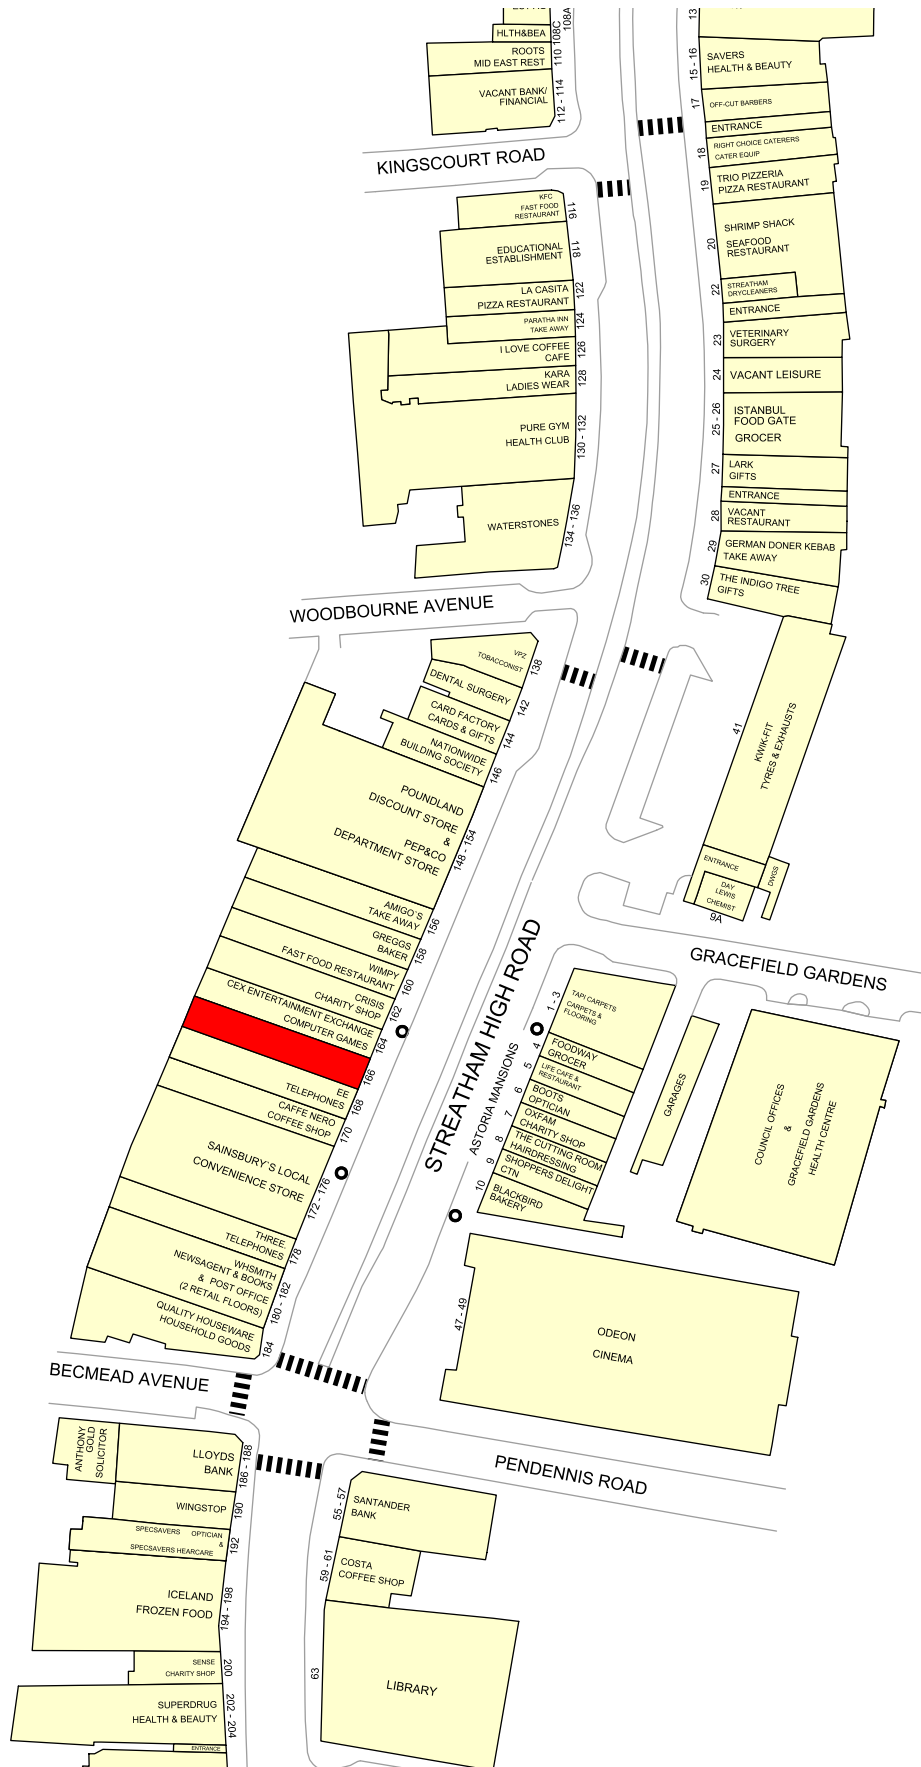 108A
108C
HLTH&BEA
110
ROOTS
MID EAST REST
VACANT BANK/
FINANCIAL
112 - 114
KINGSCOURT ROAD
KFC
FAST FOOD
RESTAURANT
116
EDUCATIONAL
ESTABLISHMENT
118
LA CASITA
PIZZA RESTAURANT
122
PARATHA INN
TAKE AWAY
124
I LOVE COFFEE
CAFE
126
KARA
LADIES WEAR
128
PURE GYM
HEALTH CLUB
130 - 132
WATERSTONES
134 - 136
13
SAVERS
HEALTH & BEAUTY
15 - 16
OFF-CUT BARBERS
17
ENTRANCE
RIGHT CHOICE CATERERS
CATER EQUIP
18
TRIO PIZZERIA
PIZZA RESTAURANT
19
SHRIMP SHACK
SEAFOOD
RESTAURANT
20
STREATHAM
DRYCLEANERS
22
ENTRANCE
VETERINARY
SURGERY
23
VACANT LEISURE
24
ISTANBUL
FOOD GATE
GROCER
25 - 26
LARK
GIFTS
27
ENTRANCE
VACANT
RESTAURANT
28
GERMAN DONER KEBAB
TAKE AWAY
29
THE INDIGO TREE
GIFTS
30
WOODBOURNE AVENUE
VPZ
TOBACCONIST
138
DENTAL SURGERY
142
CARD FACTORY
CARDS & GIFTS
144
NATIONWIDE
BUILDING SOCIETY
146
POUNDLAND
DISCOUNT STORE
&
PEP&CO
DEPARTMENT STORE
148 - 154
AMIGO`S
TAKE AWAY
156
GREGGS
BAKER
158
WIMPY
FAST FOOD RESTAURANT
160
CRISIS
CHARITY SHOP
162
CEX ENTERTAINMENT EXCHANGE
COMPUTER GAMES
164
166
EE
TELEPHONES
168
CAFFE NERO
COFFEE SHOP
170
SAINSBURY`S LOCAL
CONVENIENCE STORE
172 - 176
THREE
TELEPHONES
178
WHSMITH
NEWSAGENT & BOOKS
& POST OFFICE
(2 RETAIL FLOORS)
180 - 182
QUALITY HOUSEWARE
HOUSEHOLD GOODS
184
STREATHAM HIGH ROAD
41
KWIK-FIT
TYRES & EXHAUSTS
ENTRANCE
DAY
LEWIS
CHEMIST
DWGS
9A
GRACEFIELD GARDENS
ASTORIA MANSIONS
TAPI CARPETS
CARPETS &
FLOORING
1 - 3
FOODWAY
GROCER
4
LIFE CAFE &
RESTAURANT
5
BOOTS
OPTICIAN
6
OXFAM
CHARITY SHOP
7
THE CUTTING ROOM
HAIRDRESSING
8
SHOPPERS DELIGHT
CTN
9
BLACKBIRD
BAKERY
10
GARAGES
COUNCIL OFFICES
&
GRACEFIELD GARDENS
HEALTH CENTRE
ODEON
CINEMA
47 - 49
BECMEAD AVENUE
PENDENNIS ROAD
ANTHONY
GOLD
SOLICITOR
LLOYDS
BANK
186 - 188
WINGSTOP
190
SPECSAVERS OPTICIAN
&
SPECSAVERS HEARCARE
192
ICELAND
FROZEN FOOD
194 - 198
SENSE
CHARITY SHOP
200
SUPERDRUG
HEALTH & BEAUTY
202 - 204
ENTRANCE
SANTANDER
BANK
55 - 57
COSTA
COFFEE SHOP
59 - 61
LIBRARY
63